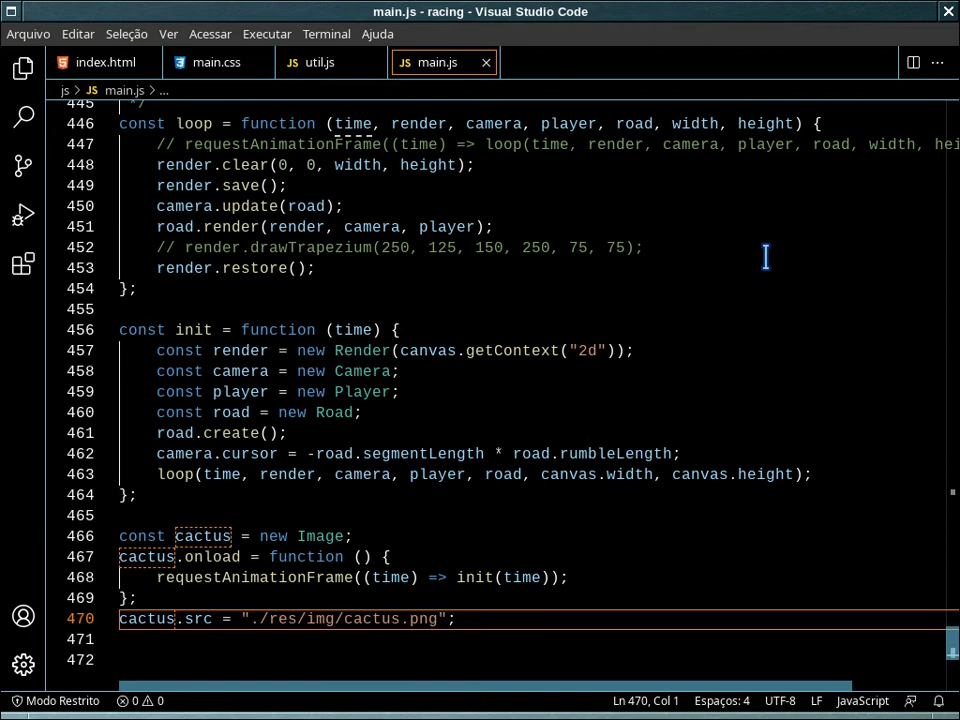 main.js - racing - Visual Studio Code
Arquivo Editar Seleção Ver Acessar Executar Terminal Ajuda
index.html main.css JS util.js JS main.js
js > JS main.js > ...
445 */
446 const loop = function (time, render, camera, player, road, width, height) {
447 // requestAnimationFrame((time) => loop(time, render, camera, player, road, width, hei
448 render.clear(0, 0, width, height);
449 render.save();
450 camera.update(road);
451 road.render(render, camera, player);
452 // render.drawTrapezium(250, 125, 150, 250, 75, 75);
453 render.restore();
454 };
455
456 const init = function (time) {
457 const render = new Render(canvas.getContext("2d"));
458 const camera = new Camera;
459 const player = new Player;
460 const road = new Road;
461 road.create();
462 camera.cursor = -road.segmentLength * road.rumbleLength;
463 loop(time, render, camera, player, road, canvas.width, canvas.height);
464 };
465
466 const cactus = new Image;
467 cactus.onload = function () {
468 requestAnimationFrame((time) => init(time));
469 };
470 cactus.src = "./res/img/cactus.png";
471
472
Modo Restrito 0 0 Ln 470, Col 1 Espaços: 4 UTF-8 LF JavaScript